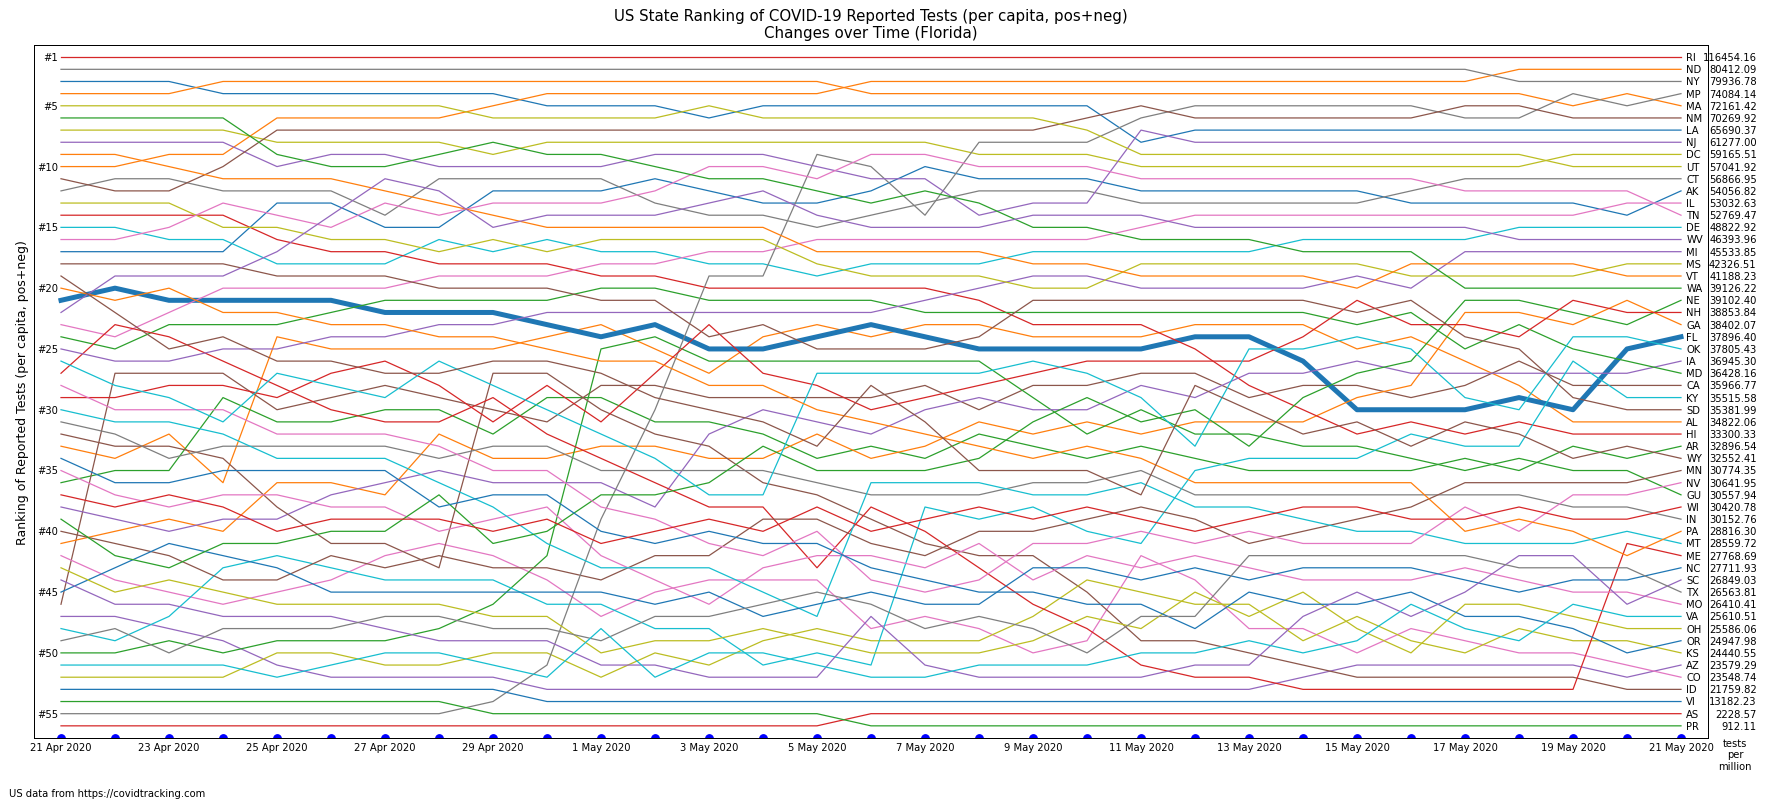 US State Ranking of COVID-19 Reported Tests (per capita, pos+neg)
Changes over Time (Florida)
Ranking of Reported Tests (per capita, pos+neg)
#1
#5
#10
#15
#20
#25
#30
#35
#40
#45
#50
#55
RI 116454.16
ND 80412.09
NY 79936.78
MP 74084.14
MA 72161.42
NM 70269.92
LA 65690.37
NJ 61277.00
DC 59165.51
UT 57041.92
CT 56866.95
AK 54056.82
IL 53032.63
TN 52769.47
DE 48822.92
WV 46393.96
MI 45533.85
MS 42326.51
VT 41188.23
WA 39126.22
NE 39102.40
NH 38853.84
GA 38402.07
FL 37896.40
OK 37805.43
IA 36945.30
MD 36428.16
CA 35966.77
KY 35515.58
SD 35381.99
AL 34822.06
HI 33300.33
AR 32896.54
WY 32552.41
MN 30774.35
NV 30641.95
GU 30557.94
WI 30420.78
IN 30152.76
PA 28816.30
MT 28559.72
ME 27768.69
NC 27711.93
SC 26849.03
TX 26563.81
MO 26410.41
VA 25610.51
OH 25586.06
OR 24947.98
KS 24440.55
AZ 23579.29
CO 23548.74
ID 21759.82
VI 13182.23
AS 2228.57
PR 912.11
21 Apr 2020 23 Apr 2020 25 Apr 2020 27 Apr 2020 29 Apr 2020 1 May 2020 3 May 2020 5 May 2020 7 May 2020 9 May 2020 11 May 2020 13 May 2020 15 May 2020 17 May 2020 19 May 2020 21 May 2020
tests
per
million
US data from https://covidtracking.com